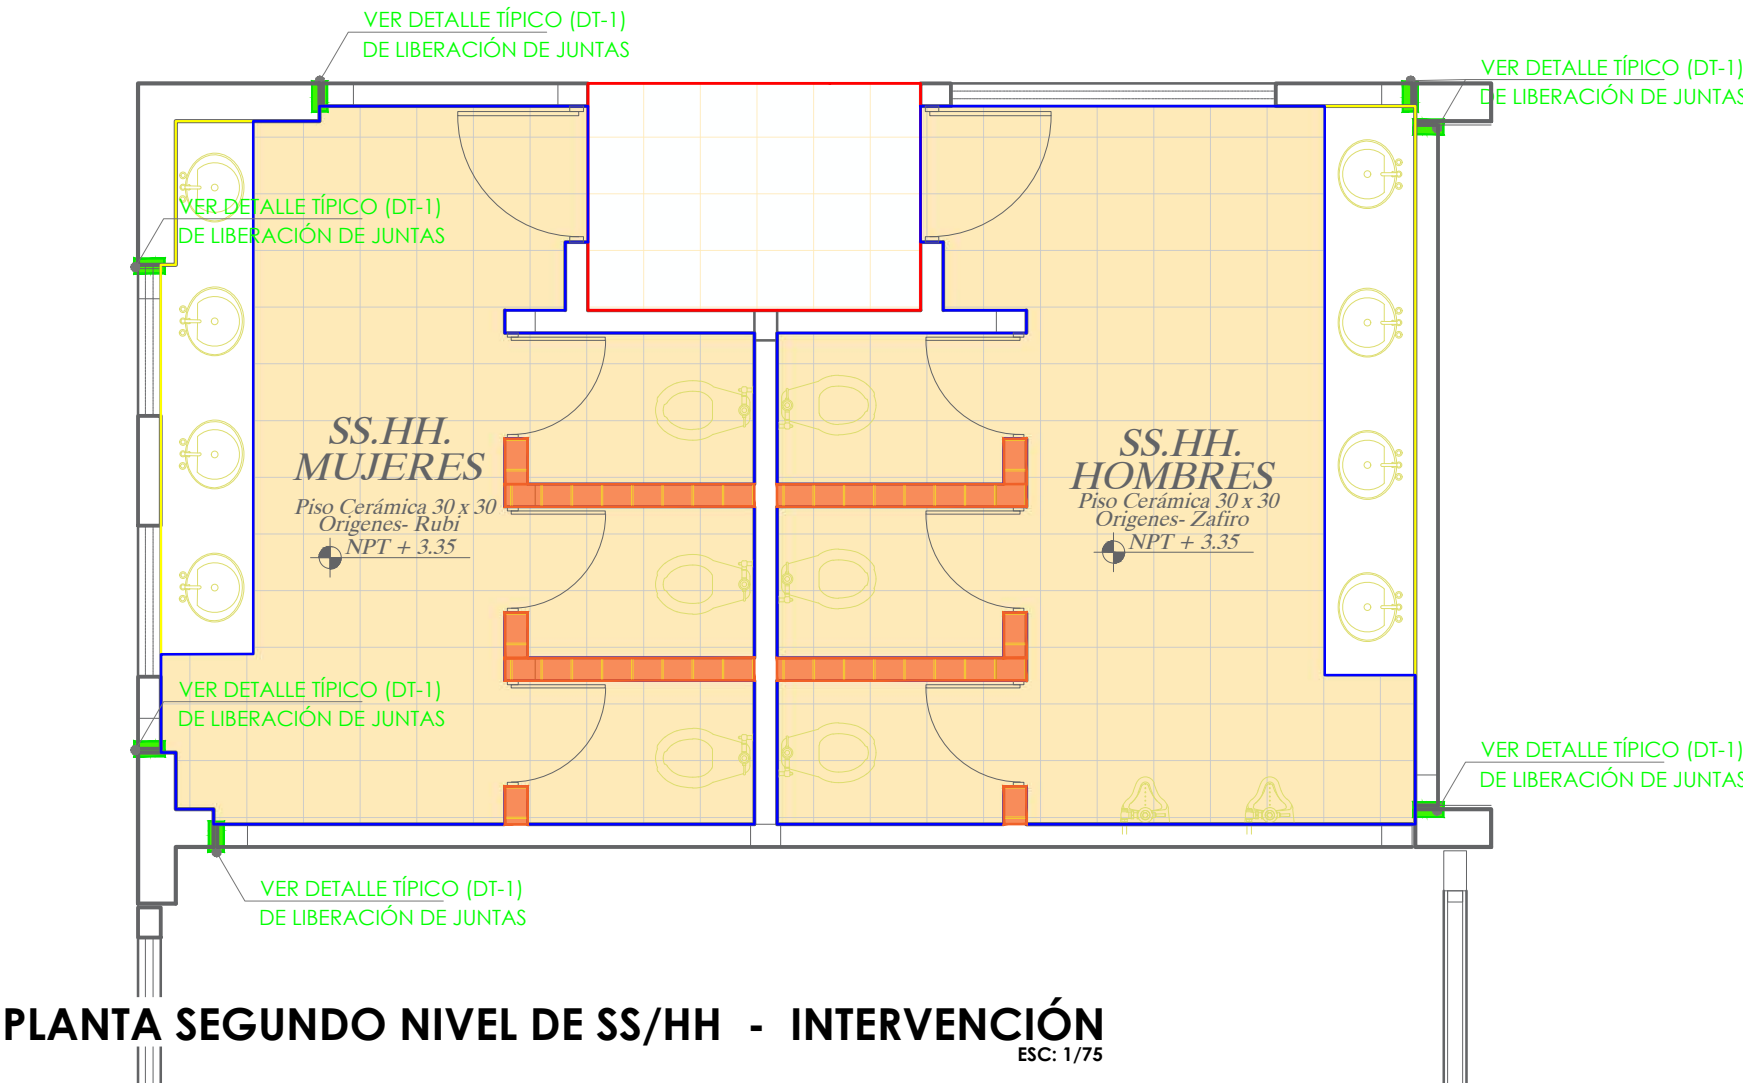 VER DETALLE TÍPICO (DT-1)
DE LIBERACIÓN DE JUNTAS
VER DETALLE TÍPICO (DT-1)
DE LIBERACIÓN DE JUNTAS
VER DETALLE TÍPICO (DT-1)
DE LIBERACIÓN DE JUNTAS
SS.HH.
MUJERES
Piso Cerámica 30 x 30
Origenes- Rubi
NPT + 3.35
SS.HH.
HOMBRES
Piso Cerámica 30 x 30
Origenes- Zafiro
NPT + 3.35
VER DETALLE TÍPICO (DT-1)
DE LIBERACIÓN DE JUNTAS
VER DETALLE TÍPICO (DT-1)
DE LIBERACIÓN DE JUNTAS
VER DETALLE TÍPICO (DT-1)
DE LIBERACIÓN DE JUNTAS
PLANTA SEGUNDO NIVEL DE SS/HH - INTERVENCIÓN
ESC: 1/75